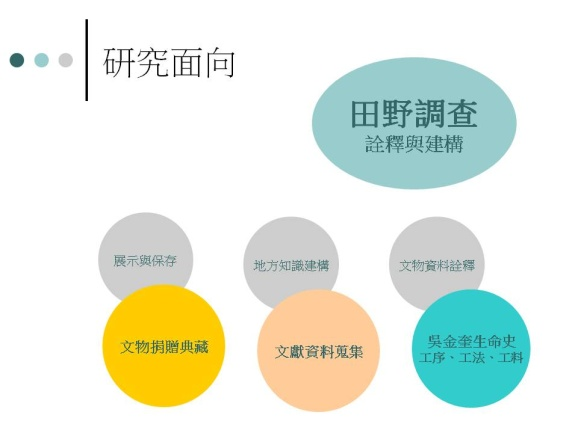 研究面向
田野調查
詮釋與建構
展示與保存
地方知識建構
文物資料詮釋
文物捐贈典藏
文獻資料蒐集
吳金奎生命史
工序、工法、工料